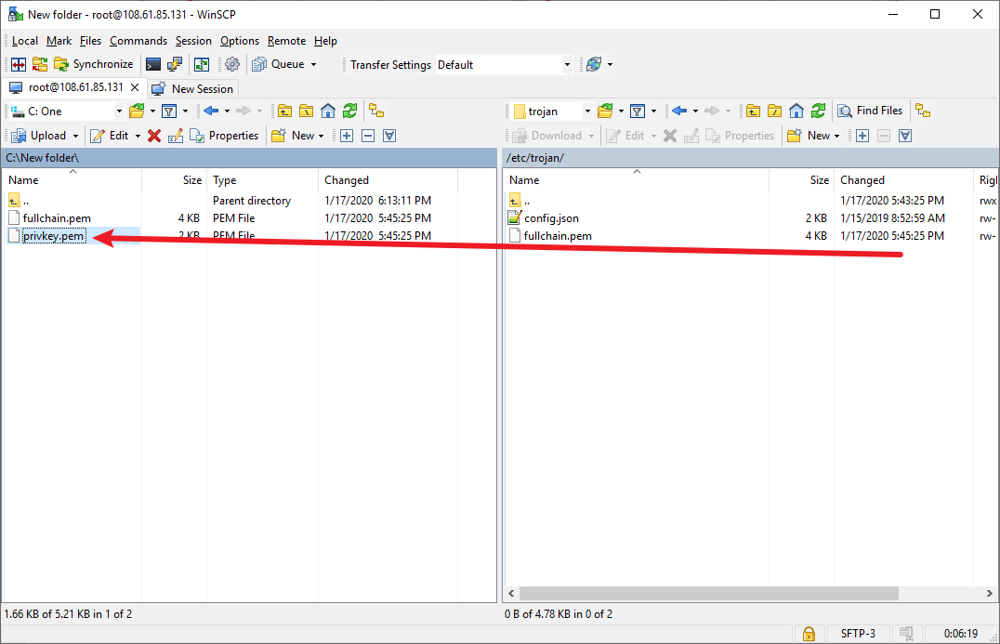 New folder - root@108.61.85.131 - WinSCP
Local Mark Files Commands Session Options Remote Help
Synchronize Queue Transfer Settings Default
root@108.61.85.131 New Session
C: One trojan Find Files
Upload Edit Properties New Download Edit Properties New
C:\New folder\ /etc/trojan/
Name Size Type Changed Name Size Changed Rigl
.. Parent directory 1/17/2020 6:13:11 PM .. 1/17/2020 5:43:25 PM rwx
fullchain.pem 4 KB PEM File 1/17/2020 5:45:25 PM config.json 2 KB 1/15/2019 8:52:59 AM rw-
privkey.pem 2 KB PEM File 1/17/2020 5:45:25 PM fullchain.pem 4 KB 1/17/2020 5:45:25 PM rw-
1.66 KB of 5.21 KB in 1 of 2 0 B of 4.78 KB in 0 of 2
SFTP-3 0:06:19